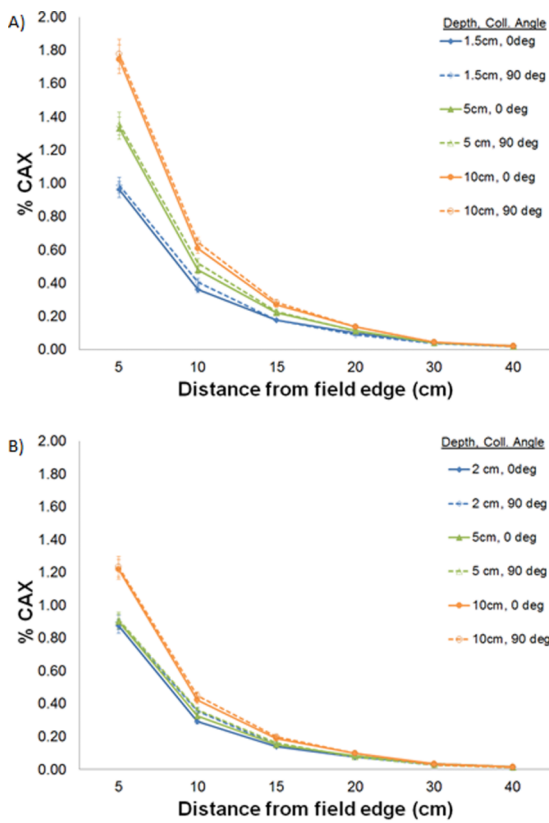 A)
2.00
1.80
1.60
1.40
1.20
1.00
0.80
0.60
0.40
0.20
0.00
% CAX
5 10 15 20 30 40
Distance from field edge (cm)
Depth, Coll. Angle
1.5cm, 0deg
1.5cm, 90 deg
5cm, 0 deg
5 cm, 90 deg
10cm, 0 deg
10cm, 90 deg
B)
2.00
1.80
1.60
1.40
1.20
1.00
0.80
0.60
0.40
0.20
0.00
% CAX
5 10 15 20 30 40
Distance from field edge (cm)
Depth, Coll. Angle
2 cm, 0deg
2 cm, 90 deg
5cm, 0 deg
5 cm, 90 deg
10cm, 0 deg
10cm, 90 deg